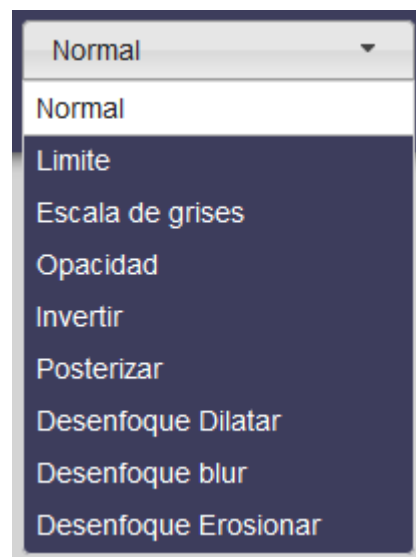 Normal
Normal
Limite
Escala de grises
Opacidad
Invertir
Posterizar
Desenfoque Dilatar
Desenfoque blur
Desenfoque Erosionar